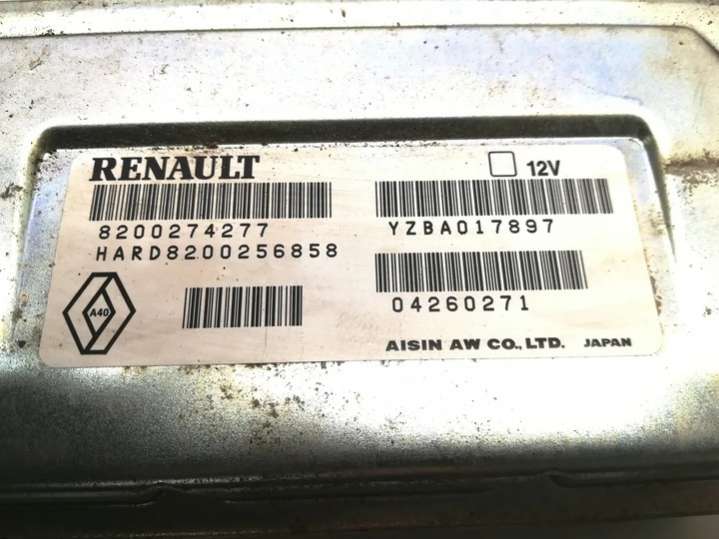 RENAULT
12V
8200274277
YZBA017897
HARD8200256858
04260271
A40
AISIN AW CO., LTD. JAPAN